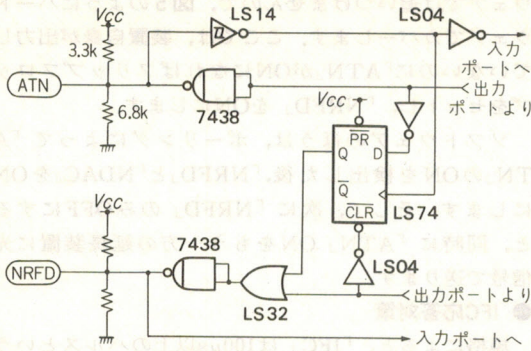 VCC
LS14
LS04
3.3k
入力
ポートへ
ATN
7438
出力
ポートより
6.8k
VCC
PR
Q
D
VCC
Q
CLR
LS74
7438
NRFD
LS04
LS32
出力ポートより
入力ポートへ